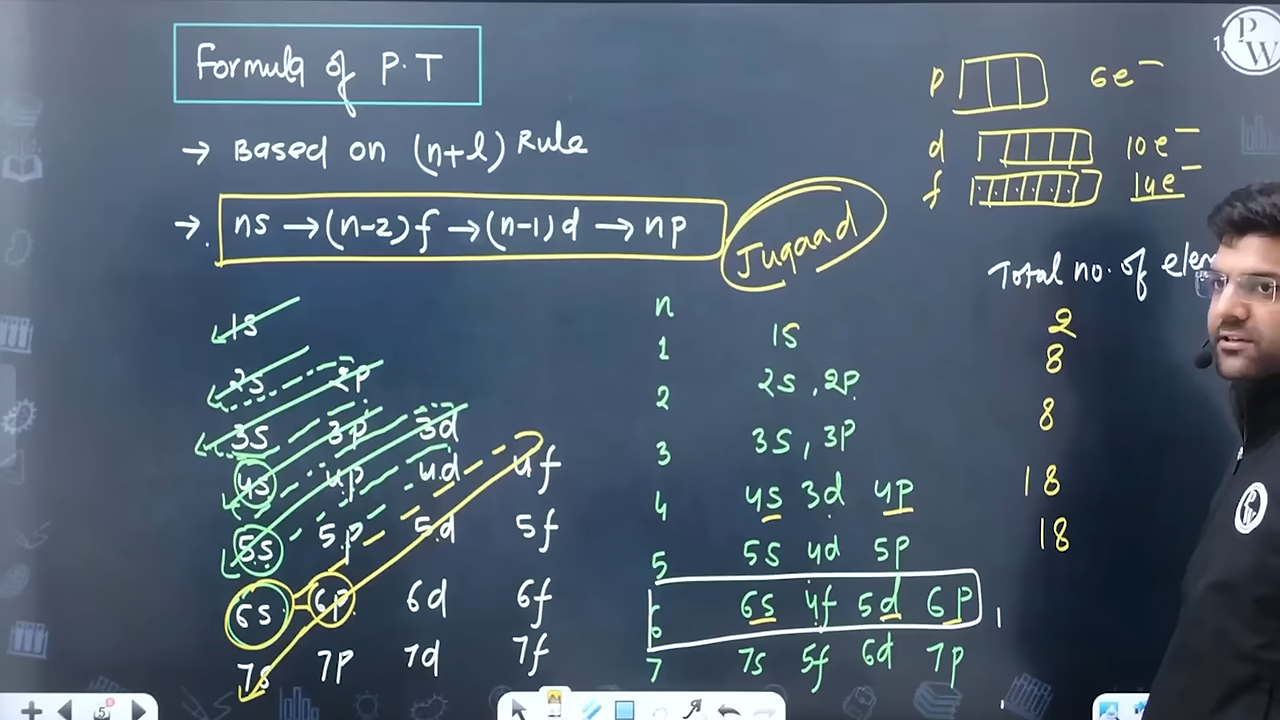 Formula of P.T
→ Based on (n+l) Rule
→. ns → (n-2) f → (n-1) d → np
Jugaad
p 6e⁻
d 10e⁻
f 14e⁻
PW
1s
2s 2p
3s 3p 3d
4s 4p 4d 4f
5s 5p 5d 5f
6s 6p 6d 6f
7s 7p 7d 7f
n
1 1s
2 2s , 2p
3 3s , 3p
4 4s 3d 4p
5 5s 4d 5p
6 6s 4f 5d 6p
7 7s 5f 6d 7p
Total no. of
2
8
8
18
18
PW
5